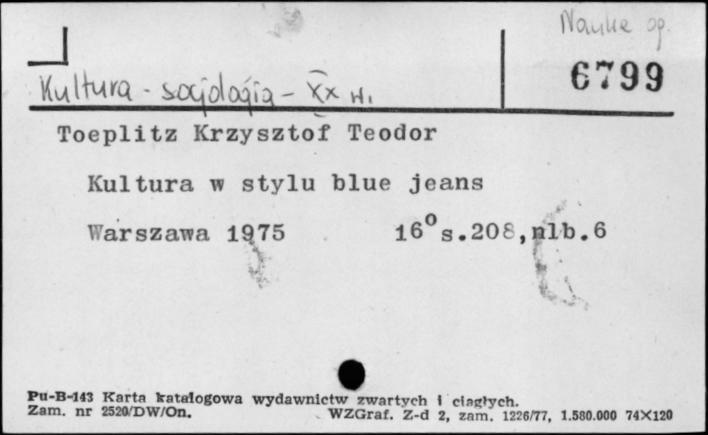 Nauke op.
6799
Kultura - socjologia - XX w.
Toeplitz Krzysztof Teodor
Kultura w stylu blue jeans
Warszawa 1975 16⁰ s.208,nlb.6
Pu-B-143 Karta katalogowa wydawnictw zwartych i ciągłych.
Zam. nr 2520/DW/On. WZGraf. Z-d 2, zam. 1226/77, 1.580.000 74X120